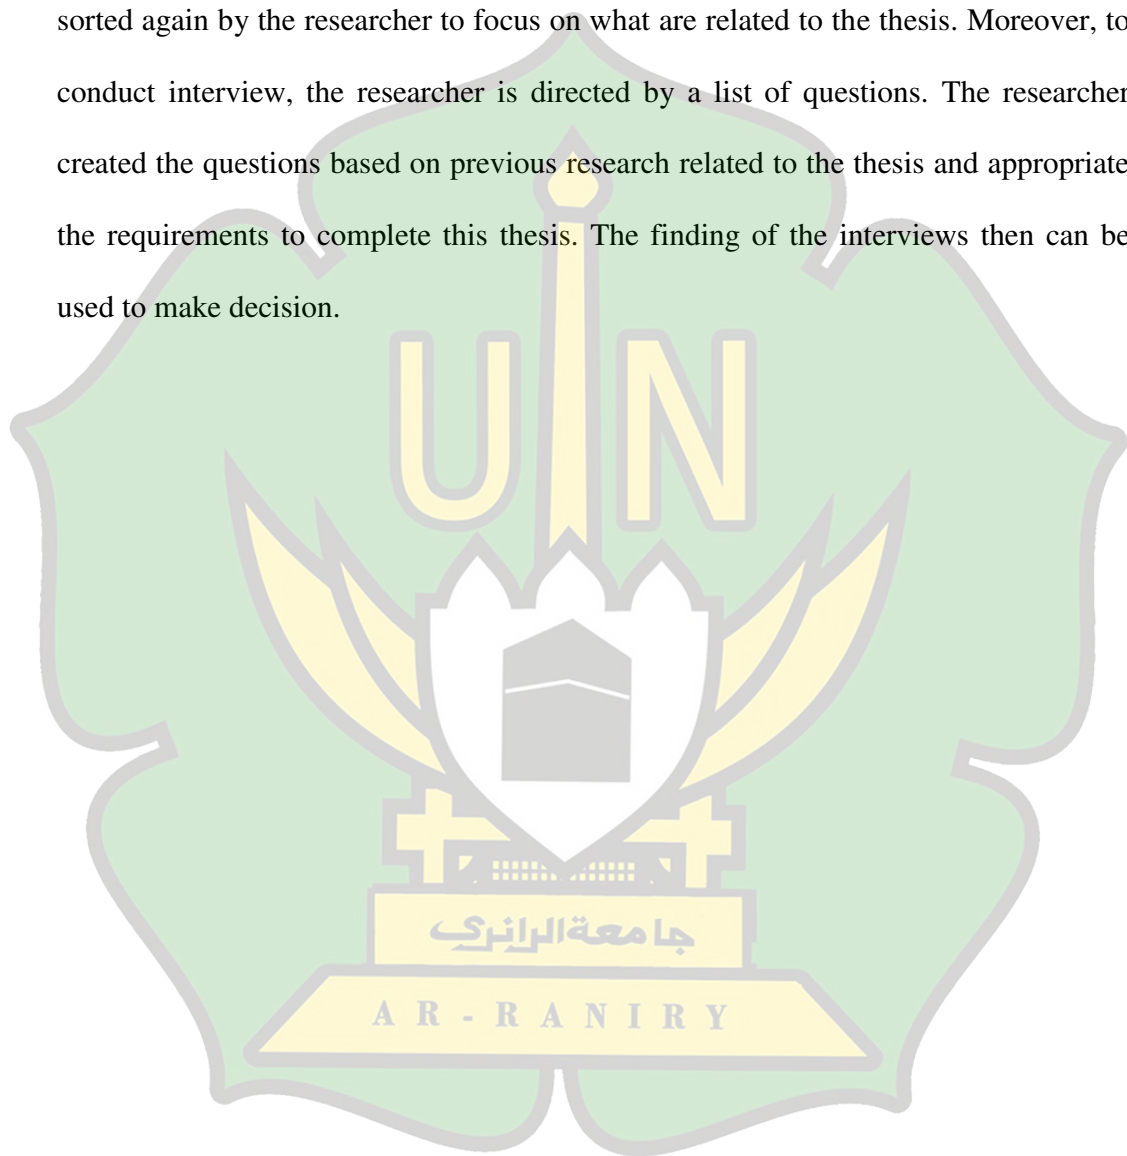 sorted again by the researcher to focus on what are related to the thesis. Moreover, to
conduct interview, the researcher is directed by a list of questions. The researcher
created the questions based on previous research related to the thesis and appropriate
the requirements to complete this thesis. The finding of the interviews then can be
used to make decision.
UIN
جامعة الرانري
AR-RANIRY